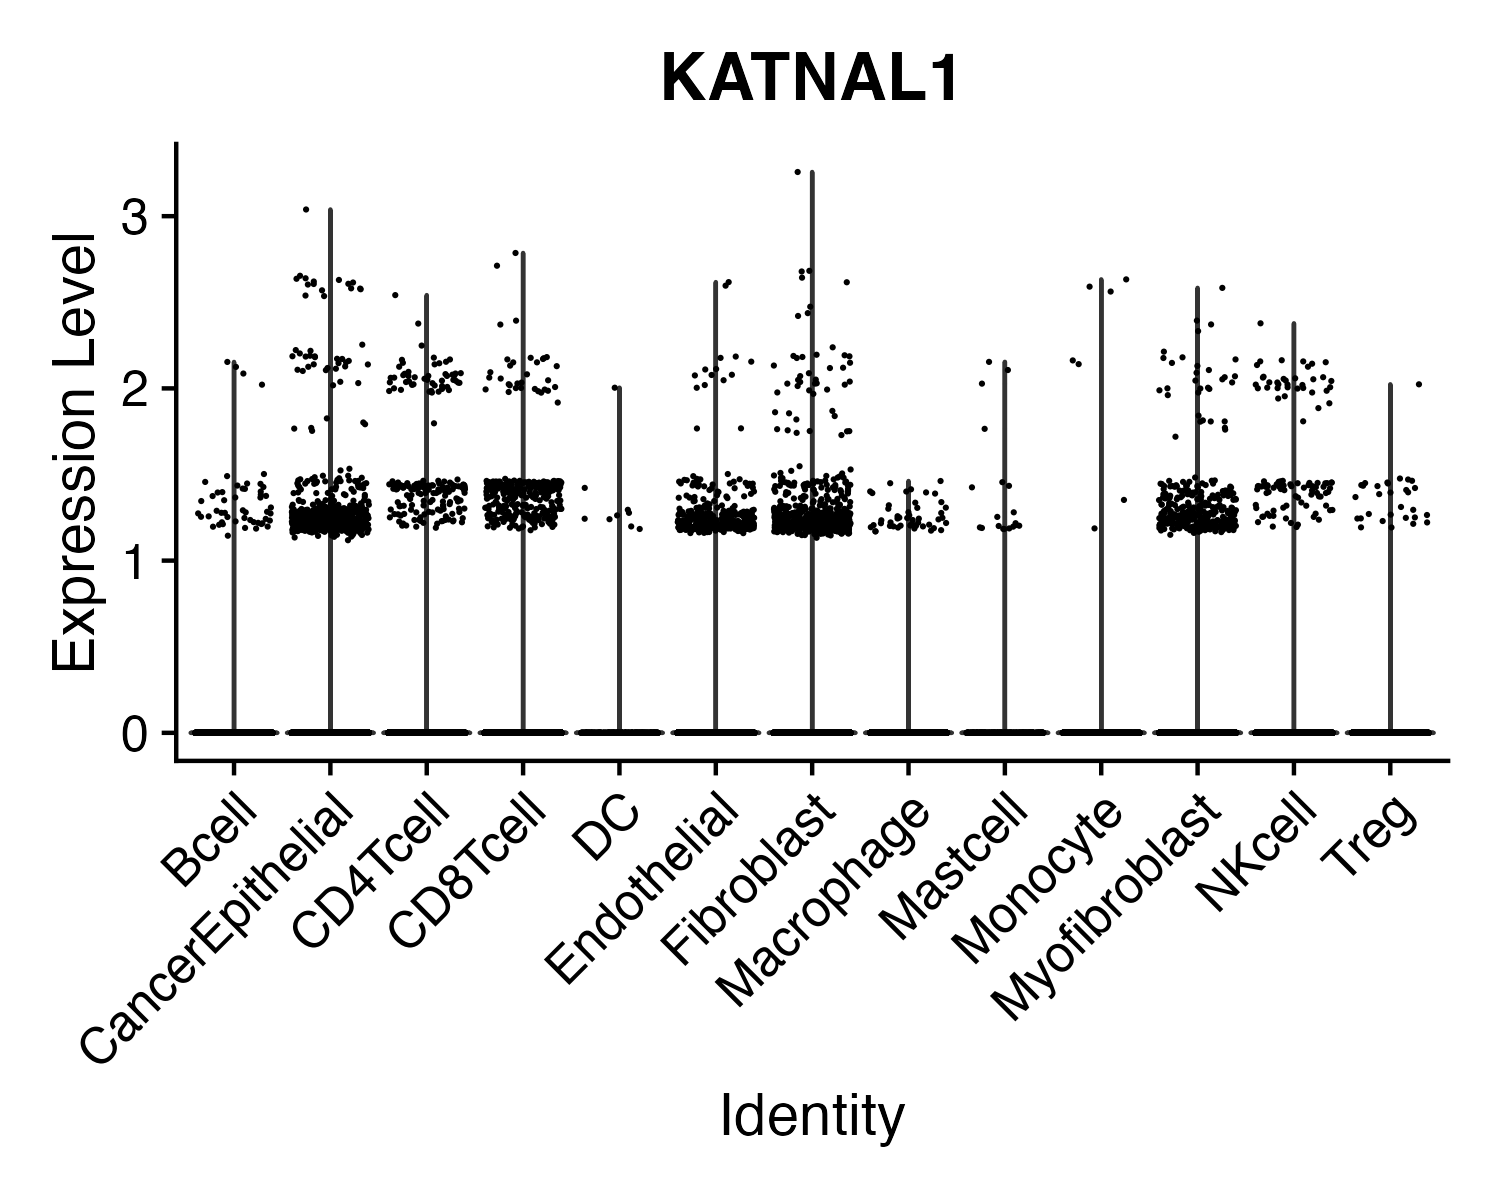 KATNAL1
Expression Level
3
2
1
0
Bcell
CancerEpithelial
CD4Tcell
CD8Tcell
DC
Endothelial
Fibroblast
Macrophage
Mastcell
Monocyte
Myofibroblast
NKcell
Treg
Identity